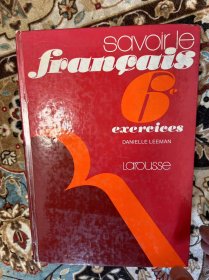 savoir le
français
6e
exercices
DANIELLE LEEMAN
Larousse